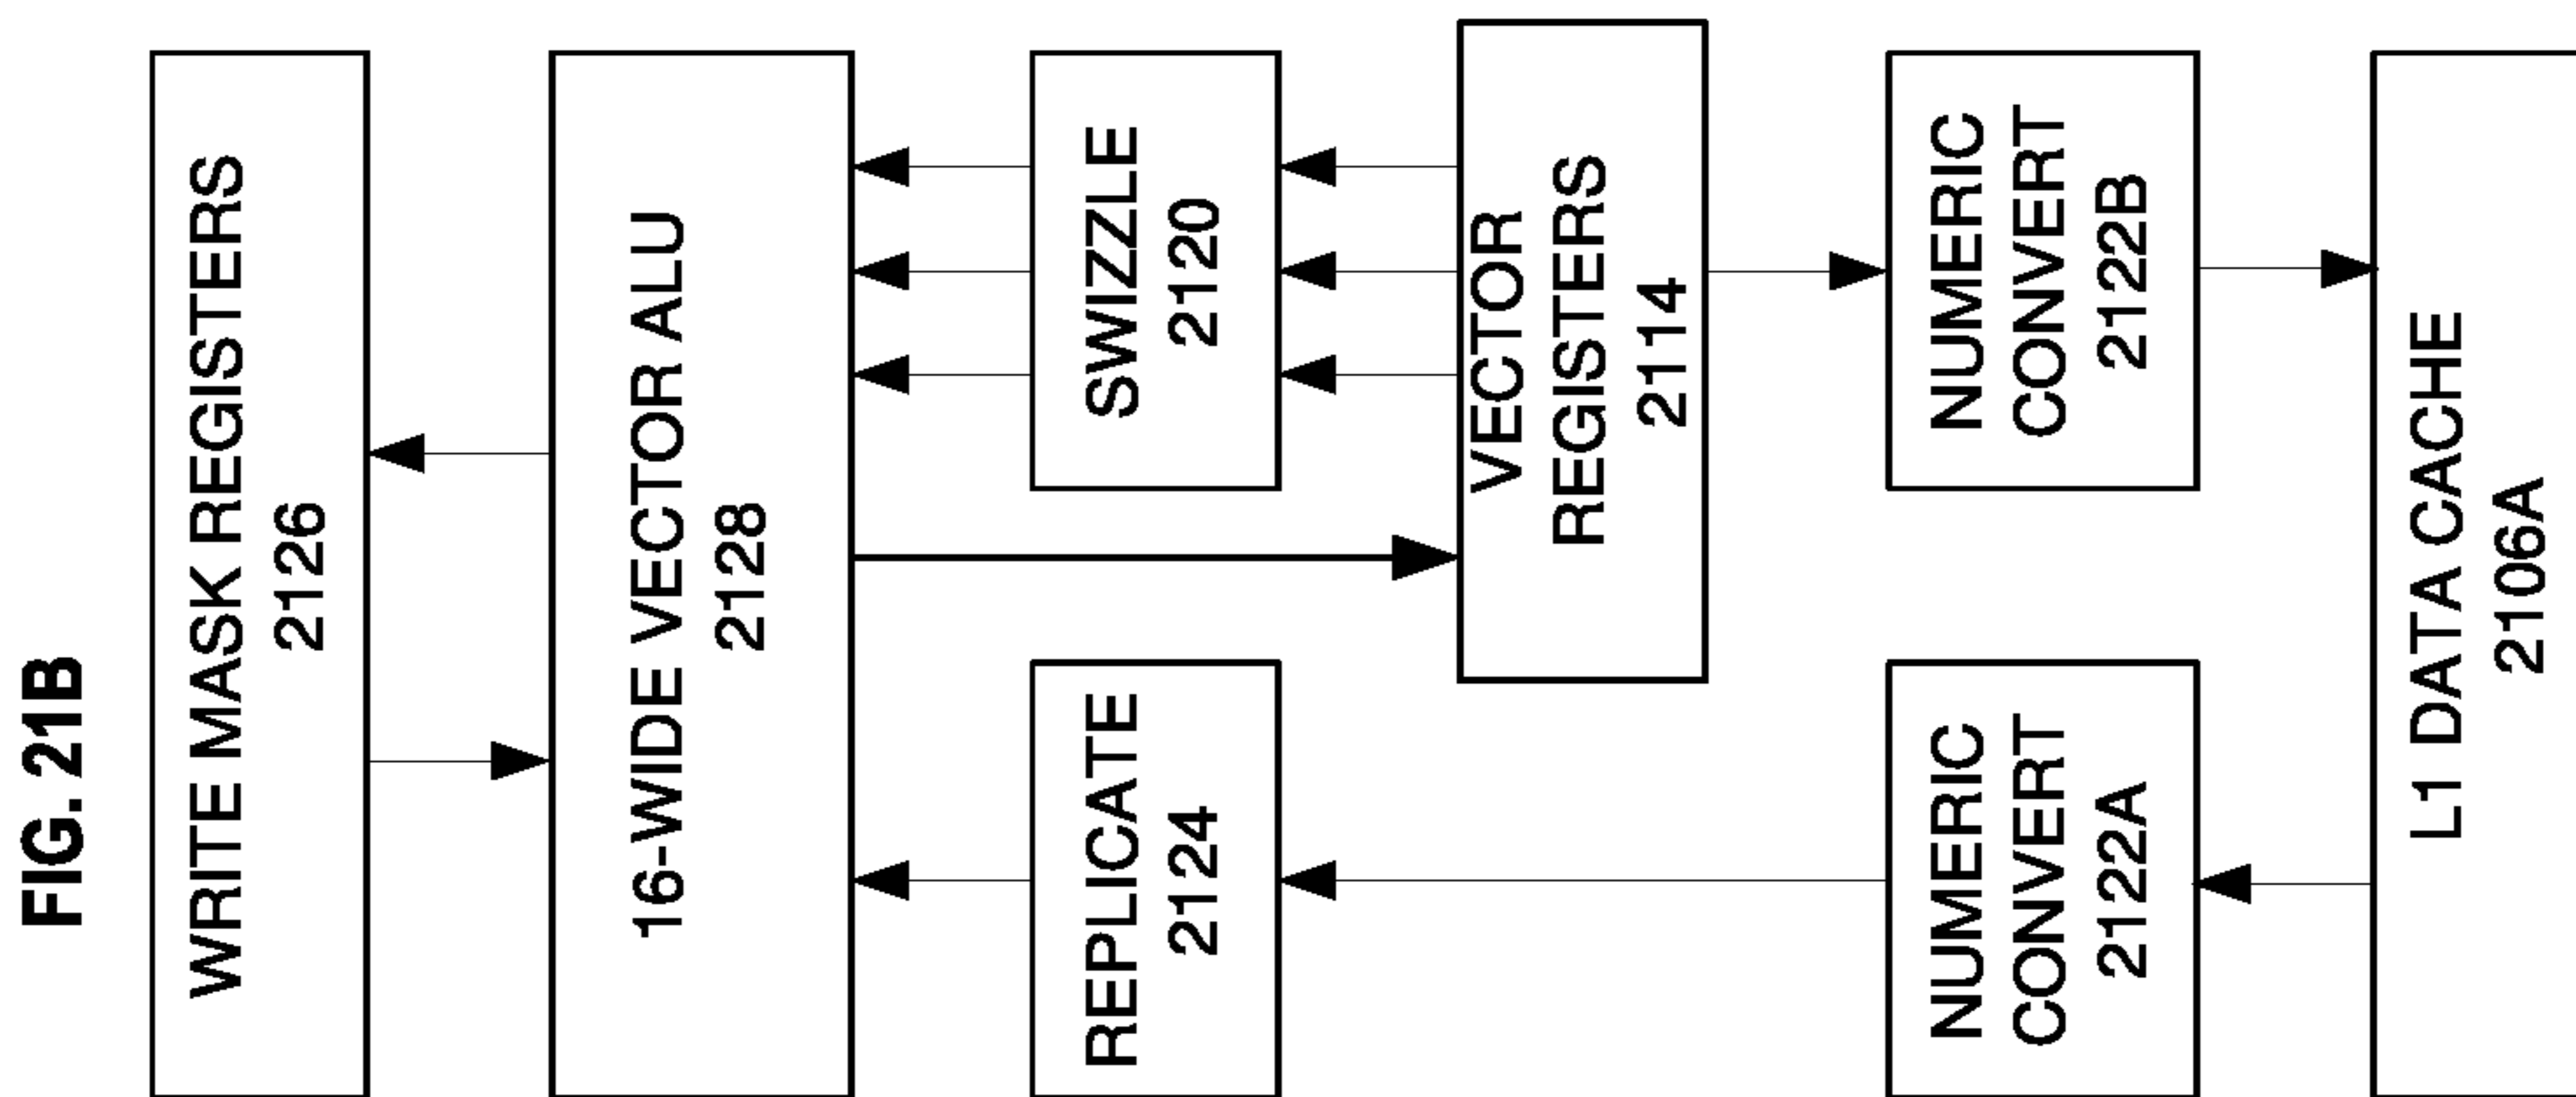 FIG. 21B
WRITE MASK REGISTERS
2126
16-WIDE VECTOR ALU
2128
REPLICATE
2124
SWIZZLE
2120
VECTOR
REGISTERS
2114
NUMERIC
CONVERT
2122A
NUMERIC
CONVERT
2122B
L1 DATA CACHE
2106A